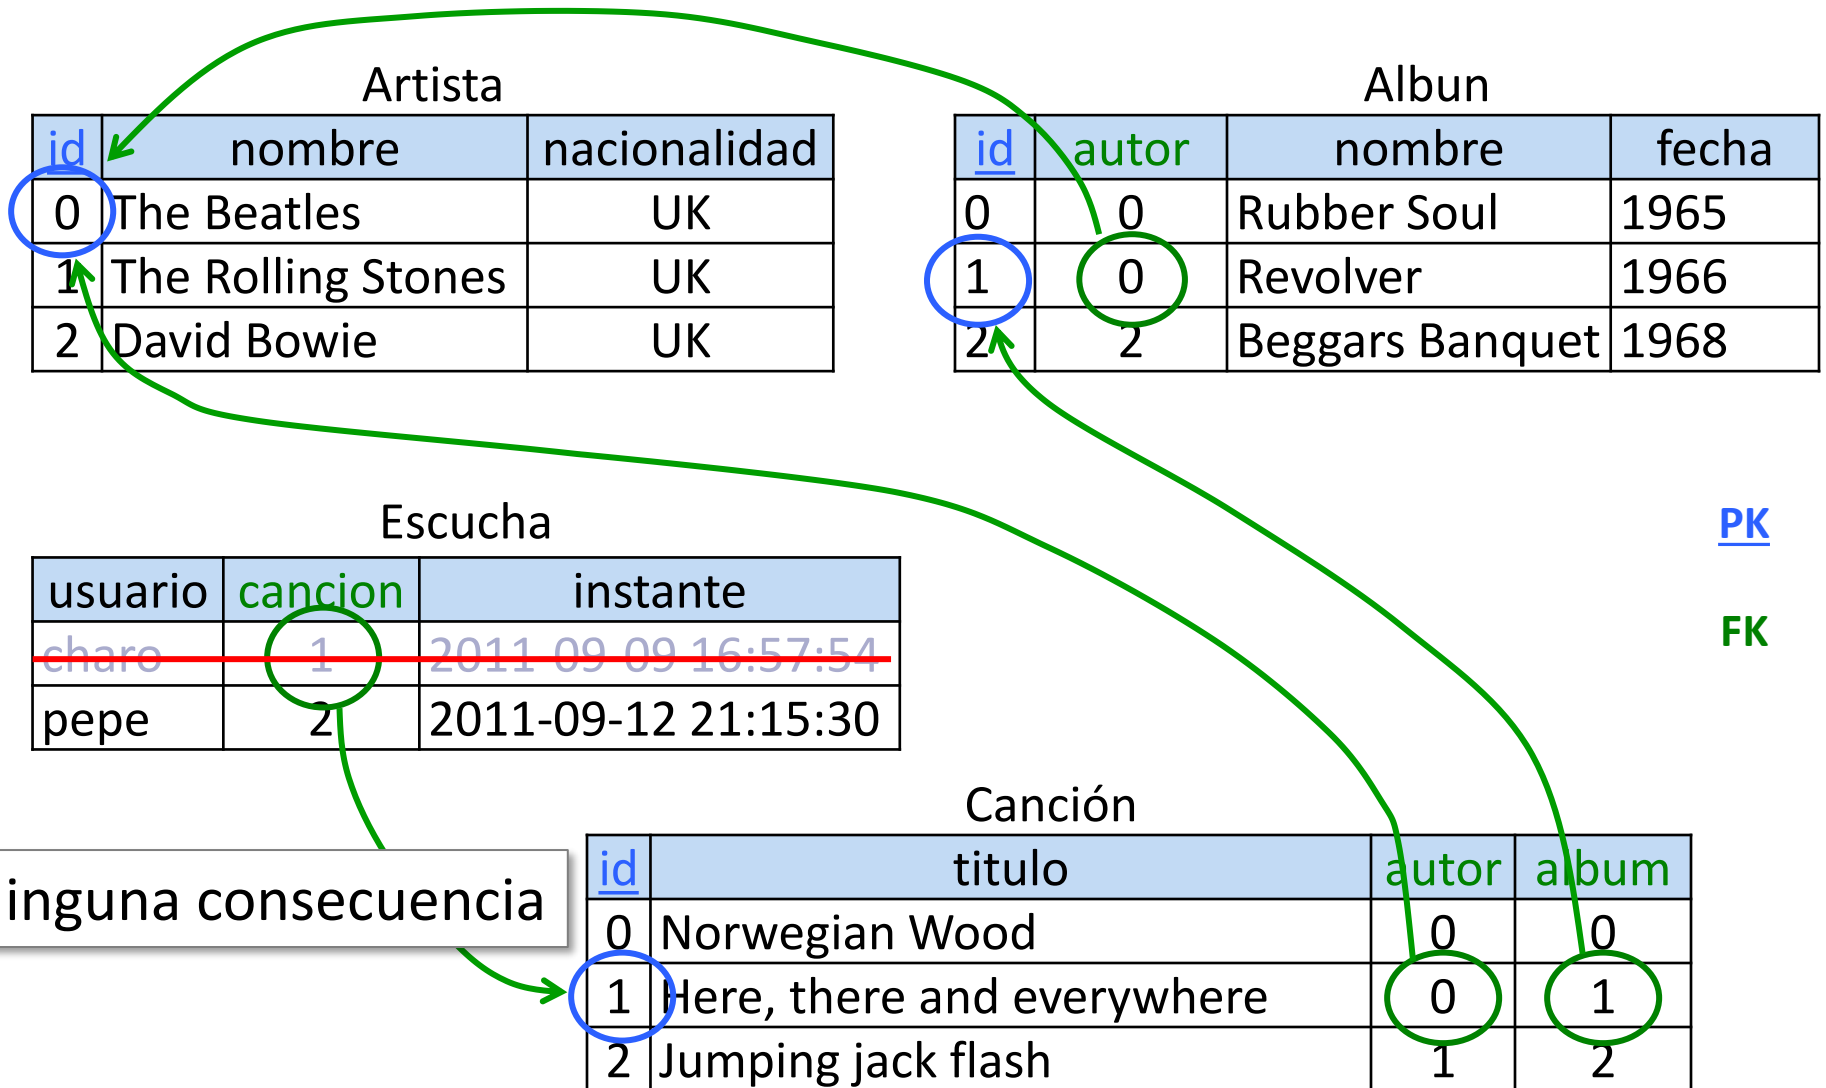 Artista
id nombre nacionalidad
0 The Beatles UK
1 The Rolling Stones UK
2 David Bowie UK
Albun
id autor nombre fecha
0 0 Rubber Soul 1965
1 0 Revolver 1966
2 2 Beggars Banquet 1968
Escucha
usuario cancion instante
charo 1 2011-09-09 16:57:54
pepe 2 2011-09-12 21:15:30
PK
FK
inguna consecuencia
Canción
id titulo autor album
0 Norwegian Wood 0 0
1 Here, there and everywhere 0 1
2 Jumping jack flash 1 2